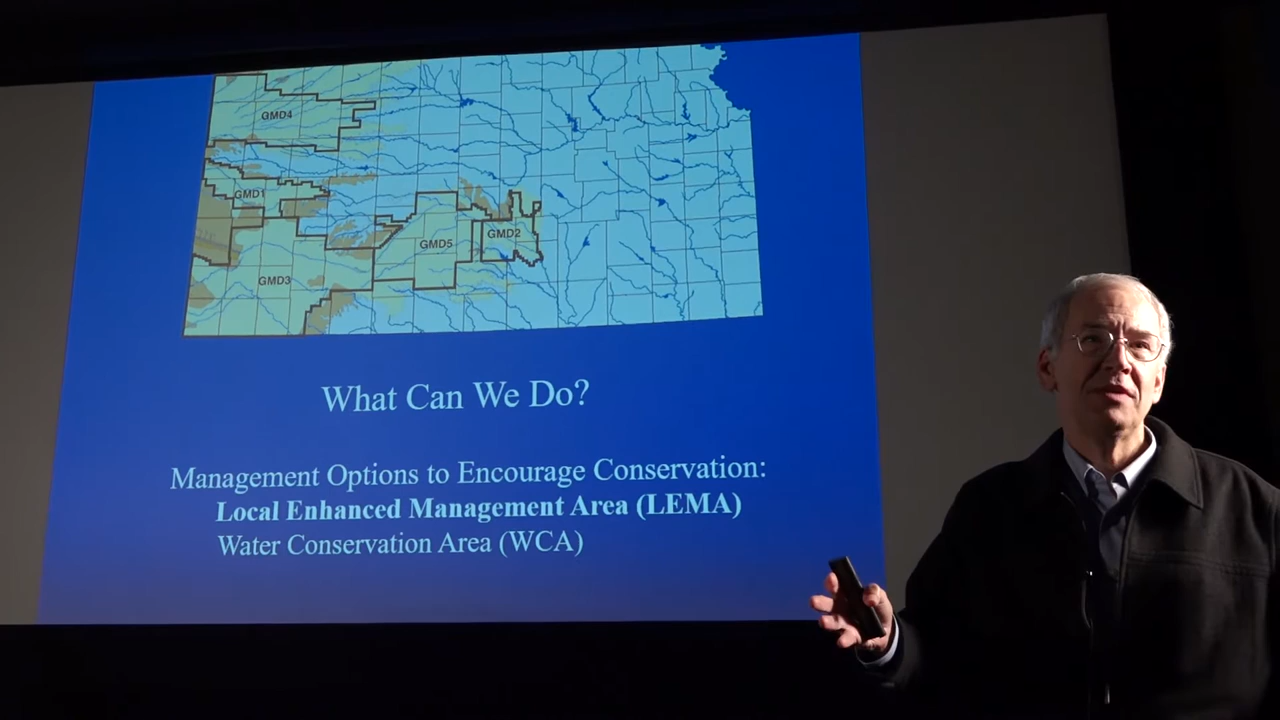 GMD4
GMD1
GMD2
GMD5
GMD3
What Can We Do?
Management Options to Encourage Conservation:
Local Enhanced Management Area (LEMA)
Water Conservation Area (WCA)